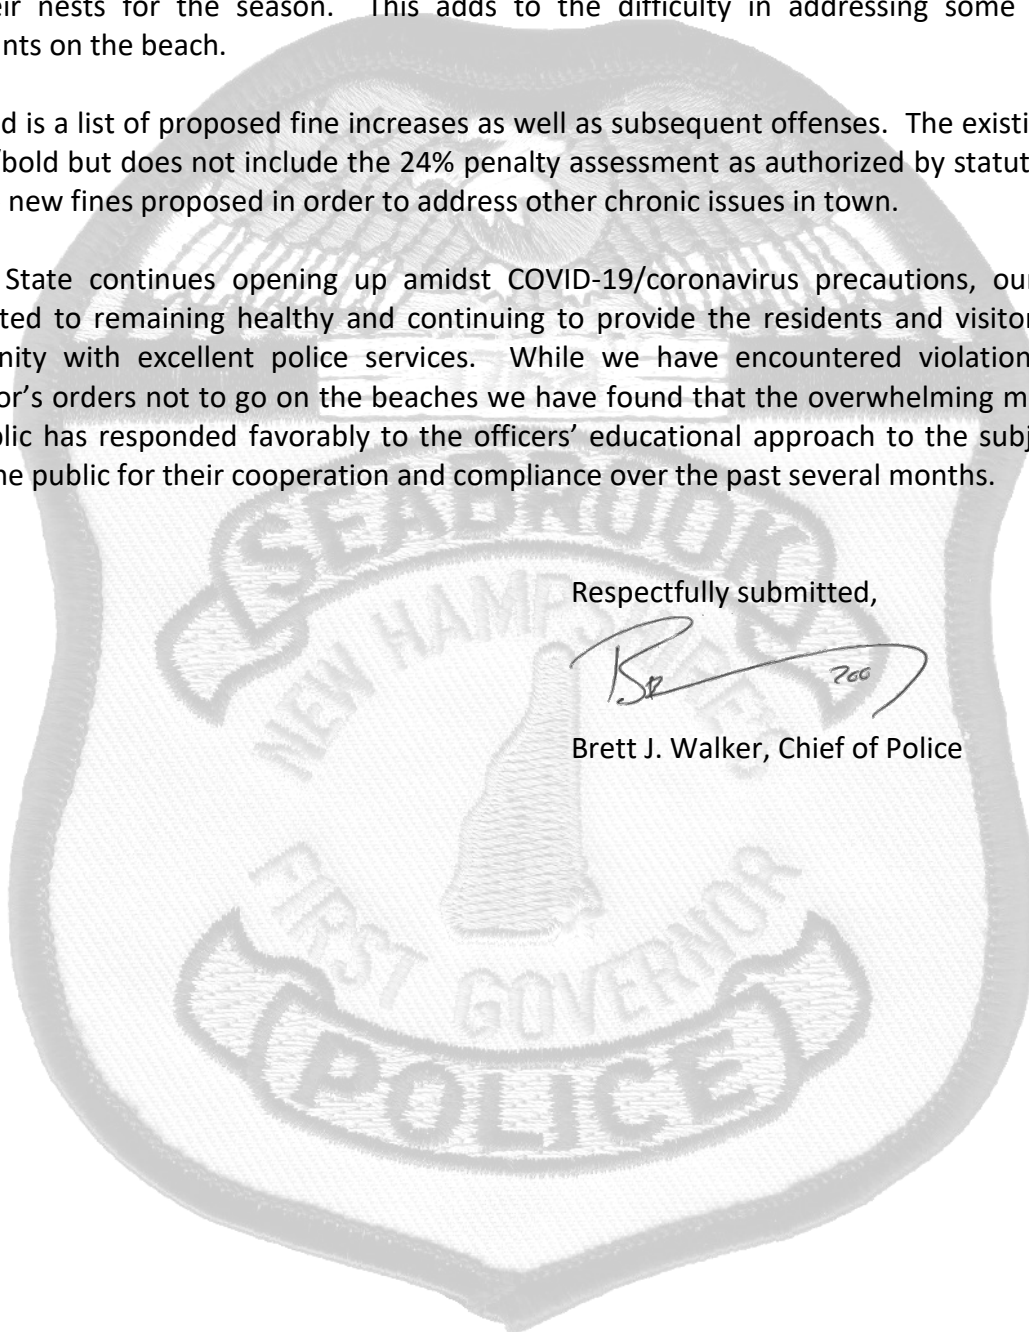 eir nests for the season. This adds to the difficulty in addressing some
nts on the beach.
d is a list of proposed fine increases as well as subsequent offenses. The existi
/bold but does not include the 24% penalty assessment as authorized by statut
new fines proposed in order to address other chronic issues in town.
State continues opening up amidst COVID-19/coronavirus precautions, our
ted to remaining healthy and continuing to provide the residents and visitor
nity with excellent police services. While we have encountered violation
or’s orders not to go on the beaches we have found that the overwhelming m
olic has responded favorably to the officers’ educational approach to the subj
ne public for their cooperation and compliance over the past several months.
SEABROOK
Respectfully submitted,
NEW HAMPSHIRE'S
200
Brett J. Walker, Chief of Police
FIRST GOVERNOR
POLICE